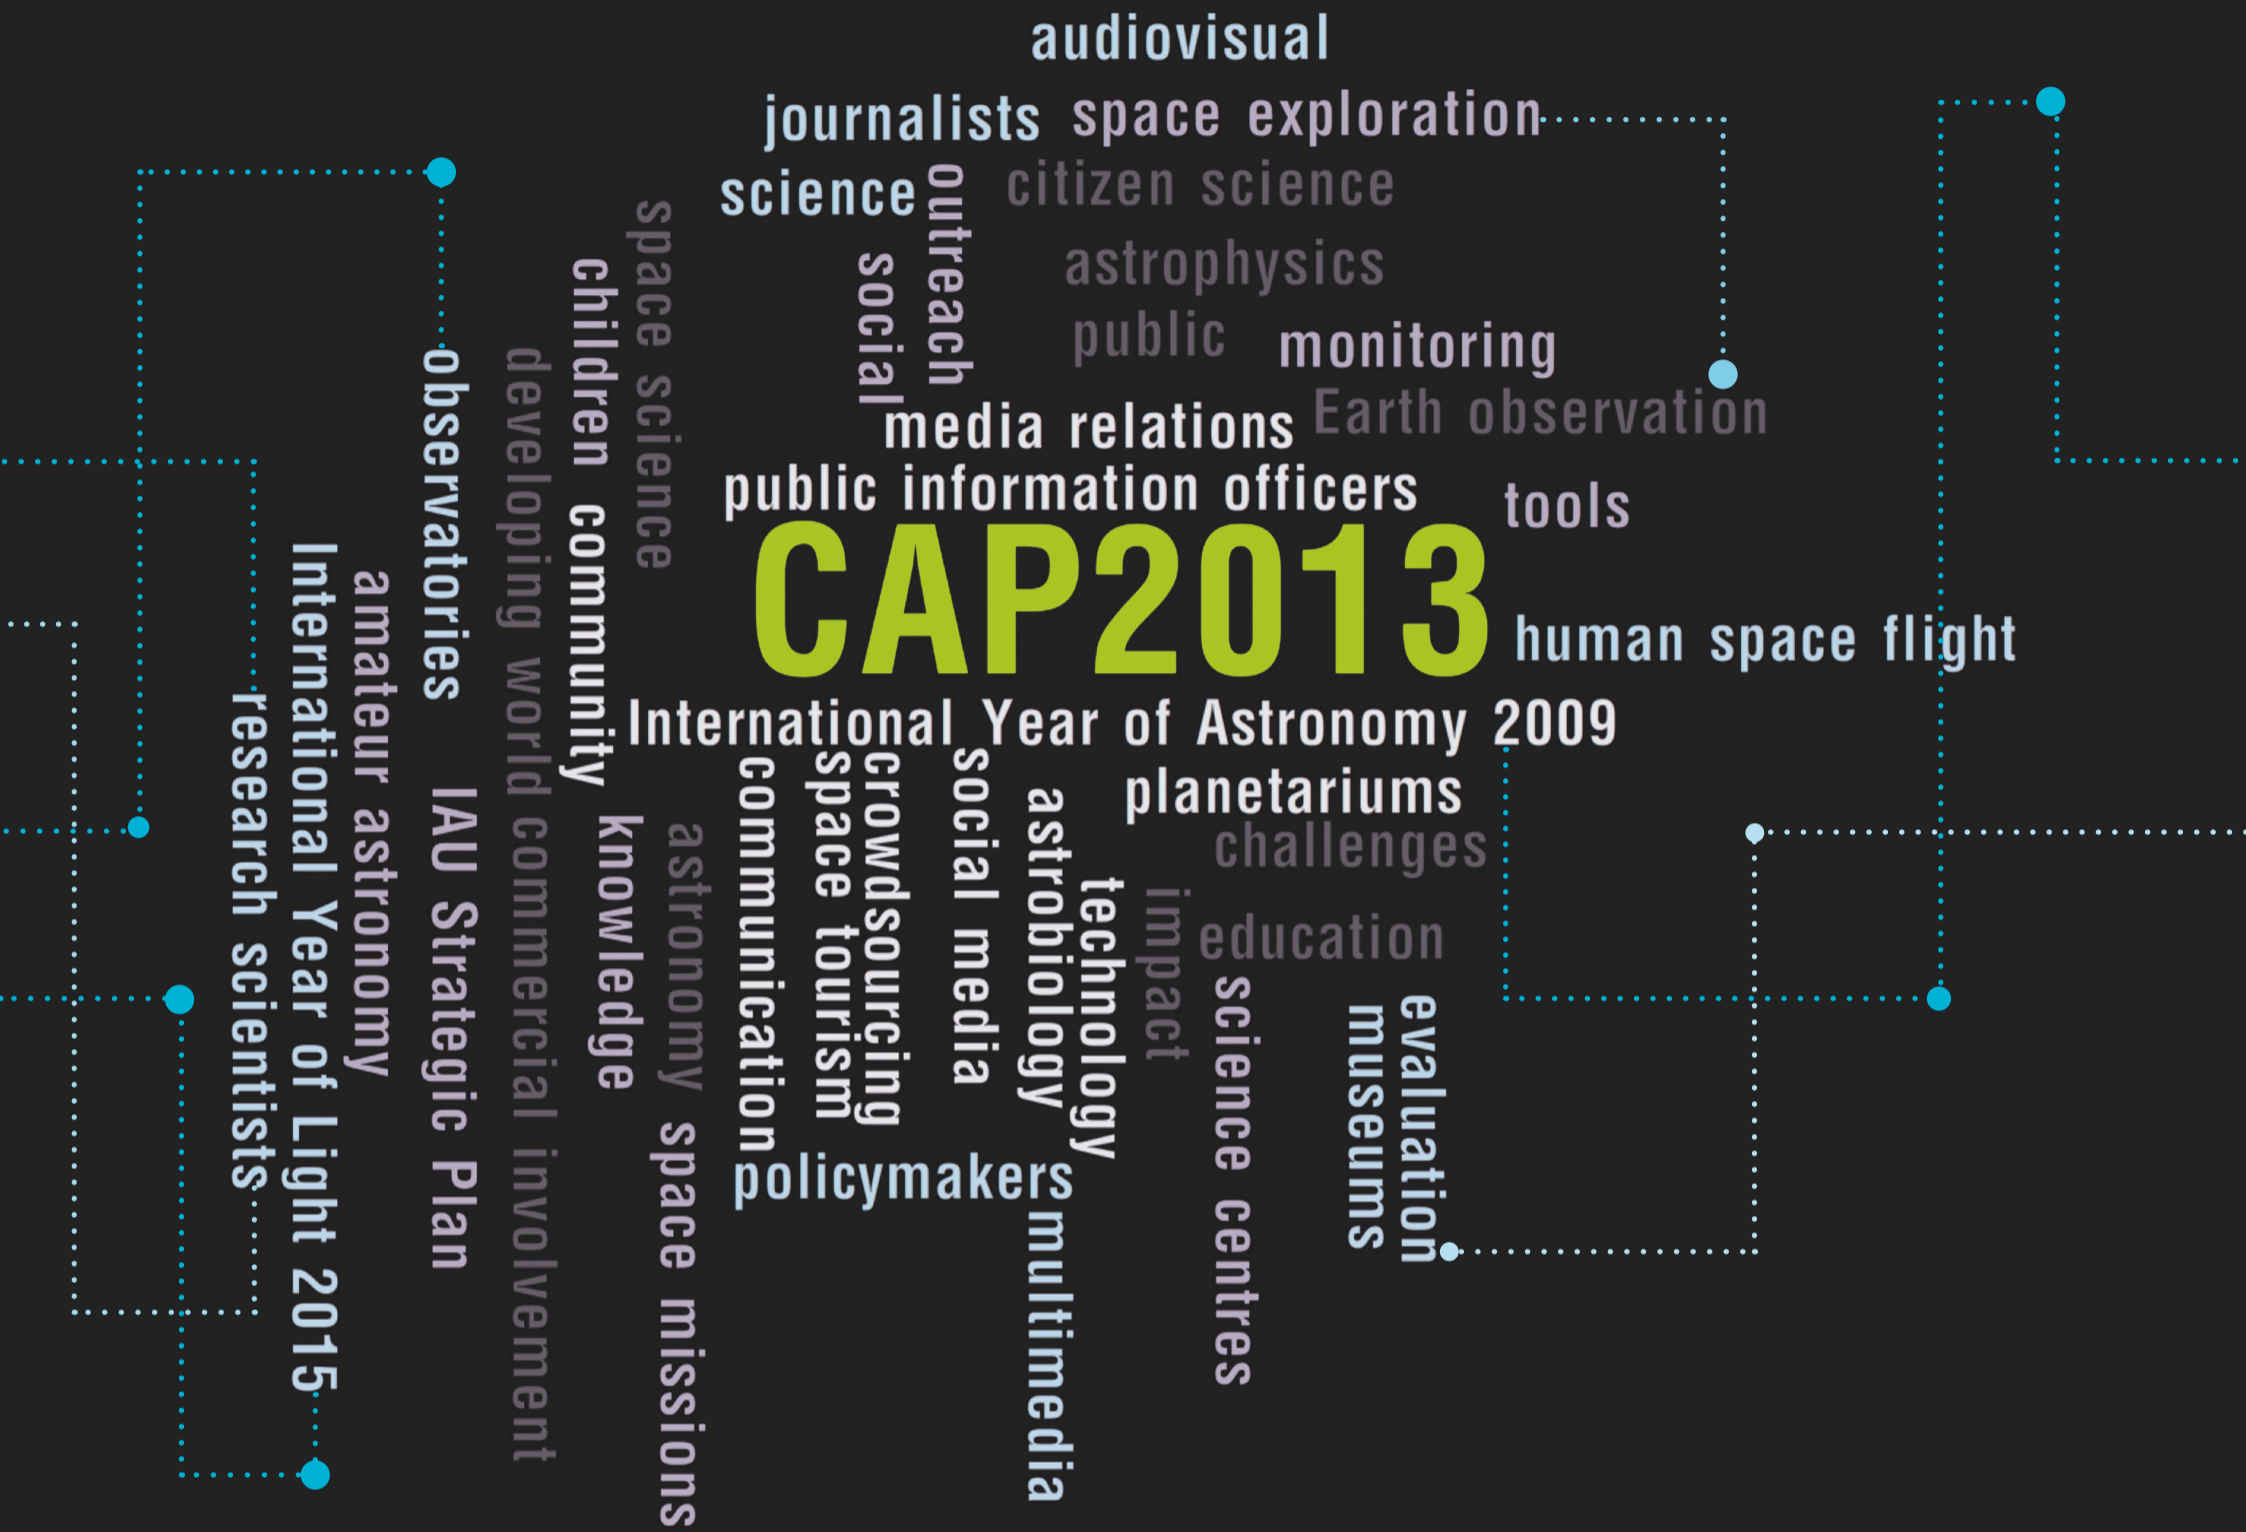 audiovisual
journalists
space exploration
science
outreach
citizen science
space science
social
astrophysics
children
public
monitoring
observatories
developing world
media relations
Earth observation
public information officers
tools
community
CAP2013
International Year of Light 2015
amateur astronomy
human space flight
research scientists
International Year of Astronomy 2009
communication
space tourism
crowdsourcing
social media
planetariums
IAU Strategic Plan
astrobiology
knowledge
commercial involvement
astronomy
challenges
technology
impact
education
science centres
museums
evaluation
space missions
policymakers
multimedia